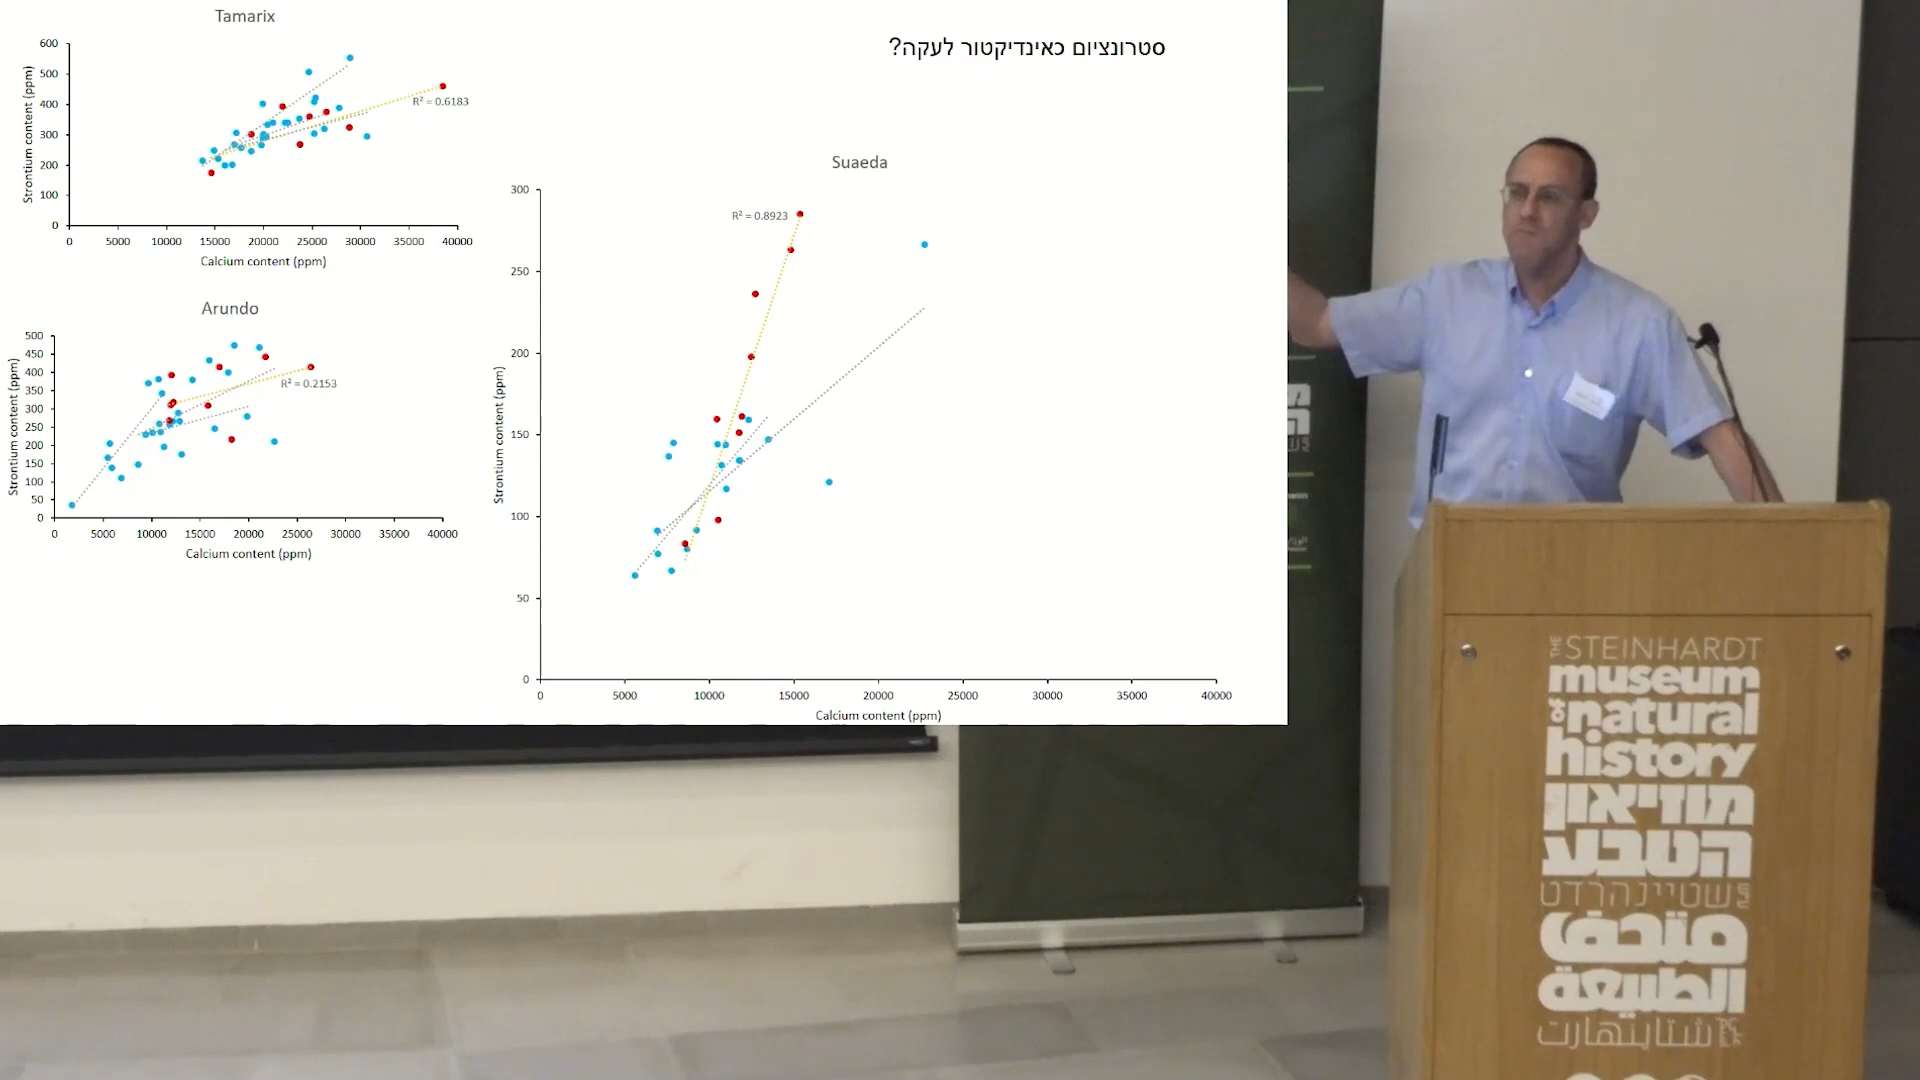 סטרונציום כאינדיקטור לעקה?
Tamarix
600
500
400
300
200
100
0
Strontium content (ppm)
R² = 0.6183
0 5000 10000 15000 20000 25000 30000 35000 40000
Calcium content (ppm)
Arundo
500
450
400
350
300
250
200
150
100
50
0
Strontium content (ppm)
R² = 0.2153
0 5000 10000 15000 20000 25000 30000 35000 40000
Calcium content (ppm)
Suaeda
300
250
200
150
100
50
0
Strontium content (ppm)
R² = 0.8923
0 5000 10000 15000 20000 25000 30000 35000 40000
Calcium content (ppm)
THE STEINHARDT
museum
of natural
history
מוזיאון
הטבע
ע״ש שטיינהרדט
متحف
الطبيعة
شتاينهارت